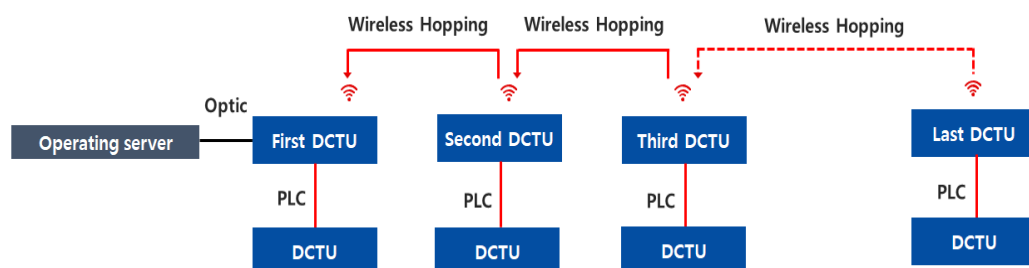 Wireless Hopping
Wireless Hopping
Wireless Hopping
Optic
Operating server
First DCTU
Second DCTU
Third DCTU
Last DCTU
PLC
PLC
PLC
PLC
DCTU
DCTU
DCTU
DCTU